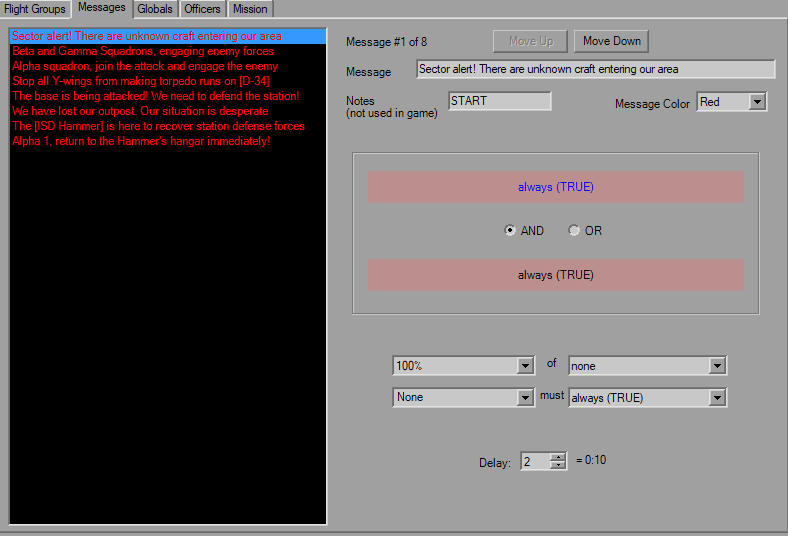 Flight Groups Messages Globals Officers Mission
Sector alert! There are unknown craft entering our area
Beta and Gamma Squadrons, engaging enemy forces
Alpha squadron, join the attack and engage the enemy
Stop all Y-wings from making torpedo runs on [D-34]
The base is being attacked! We need to defend the station!
We have lost our outpost. Our situation is desperate
The [ISD Hammer] is here to recover station defense forces
Alpha 1, return to the Hammer's hangar immediately!
Message #1 of 8 Move Up Move Down
Message Sector alert! There are unknown craft entering our area
Notes START Message Color Red
(not used in game)
always (TRUE)
AND OR
always (TRUE)
100% of none
None must always (TRUE)
Delay: 2 = 0:10